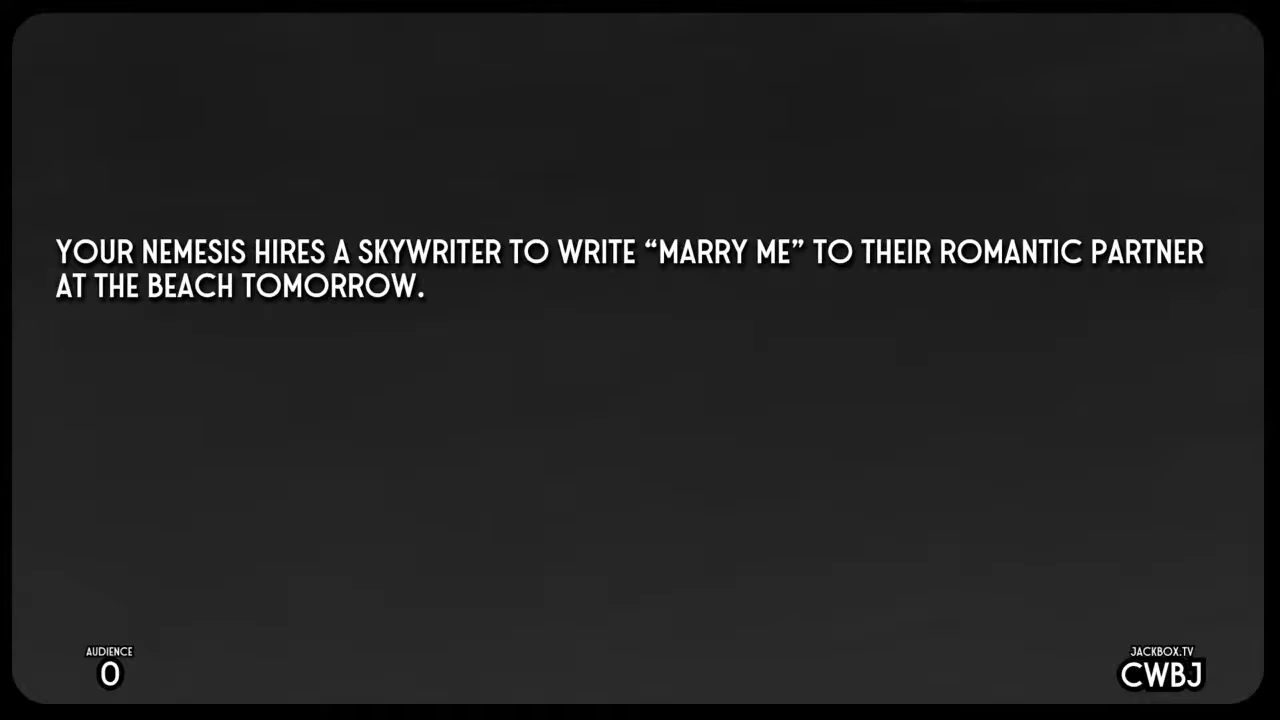 YOUR NEMESIS HIRES A SKYWRITER TO WRITE “MARRY ME” TO THEIR ROMANTIC PARTNER
AT THE BEACH TOMORROW.
AUDIENCE
0
JACKBOX.TV
CWBJ